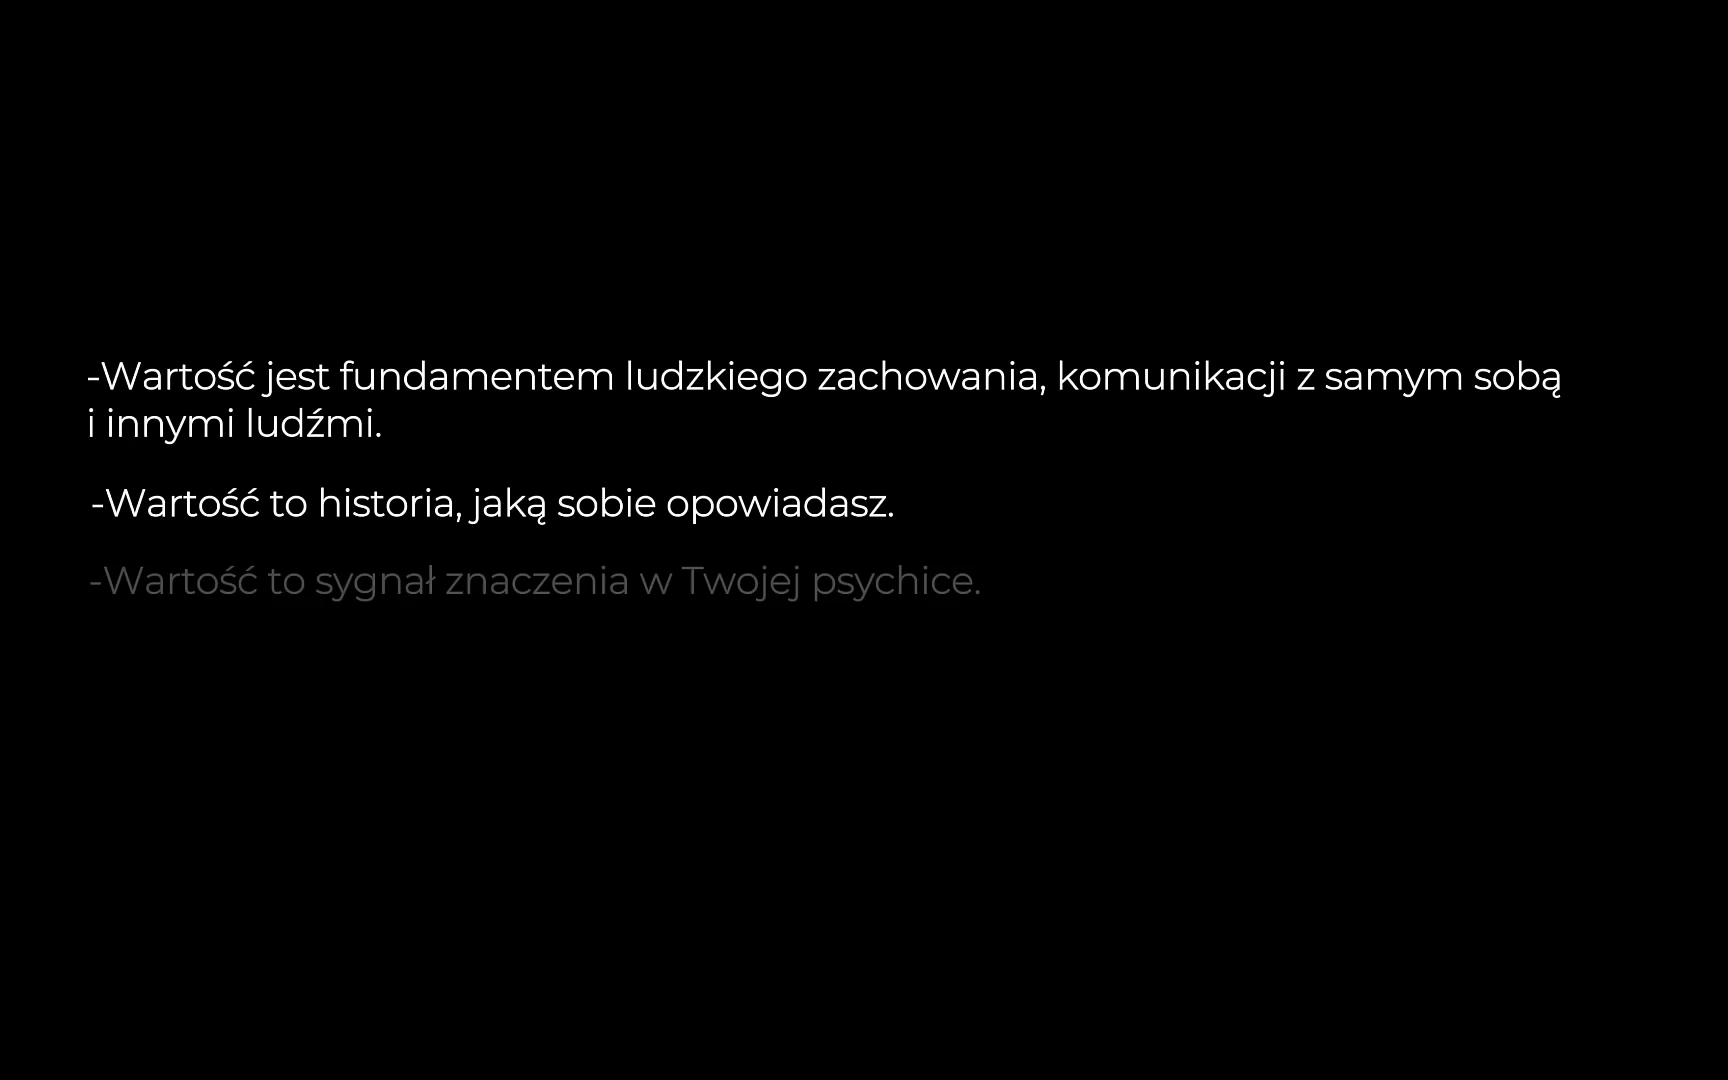 -Wartość jest fundamentem ludzkiego zachowania, komunikacji z samym sobą
i innymi ludźmi.
-Wartość to historia, jaką sobie opowiadasz.
-Wartość to sygnał znaczenia w Twojej psychice.